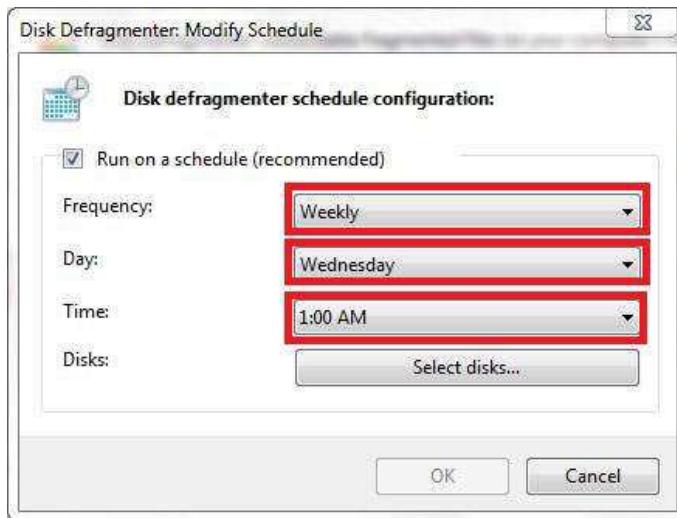 Disk Defragmenter: Modify Schedule
Disk defragmenter schedule configuration:
Run on a schedule (recommended)
Frequency: Weekly
Day: Wednesday
Time: 1:00 AM
Disks: Select disks...
OK Cancel